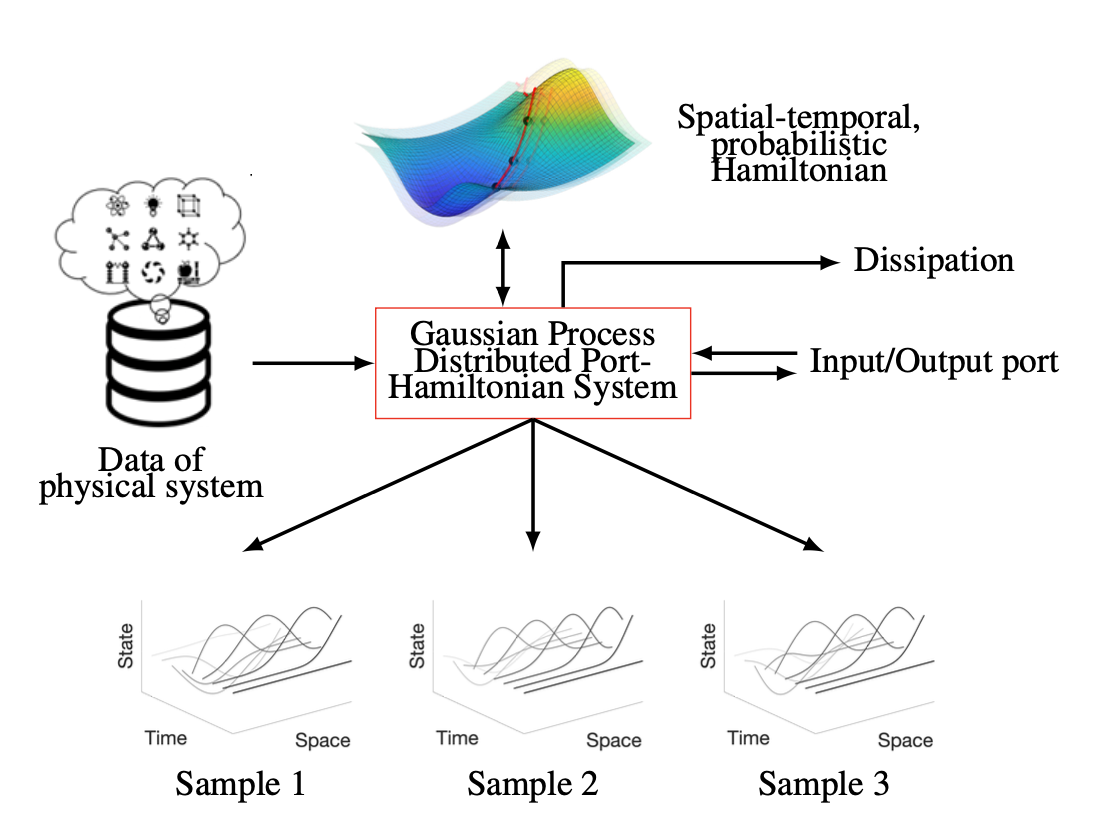 Spatial-temporal,
probabilistic
Hamiltonian
Dissipation
Gaussian Process
Distributed Port-
Hamiltonian System
Input/Output port
Data of
physical system
State
Time
Space
Sample 1
State
Time
Space
Sample 2
State
Time
Space
Sample 3